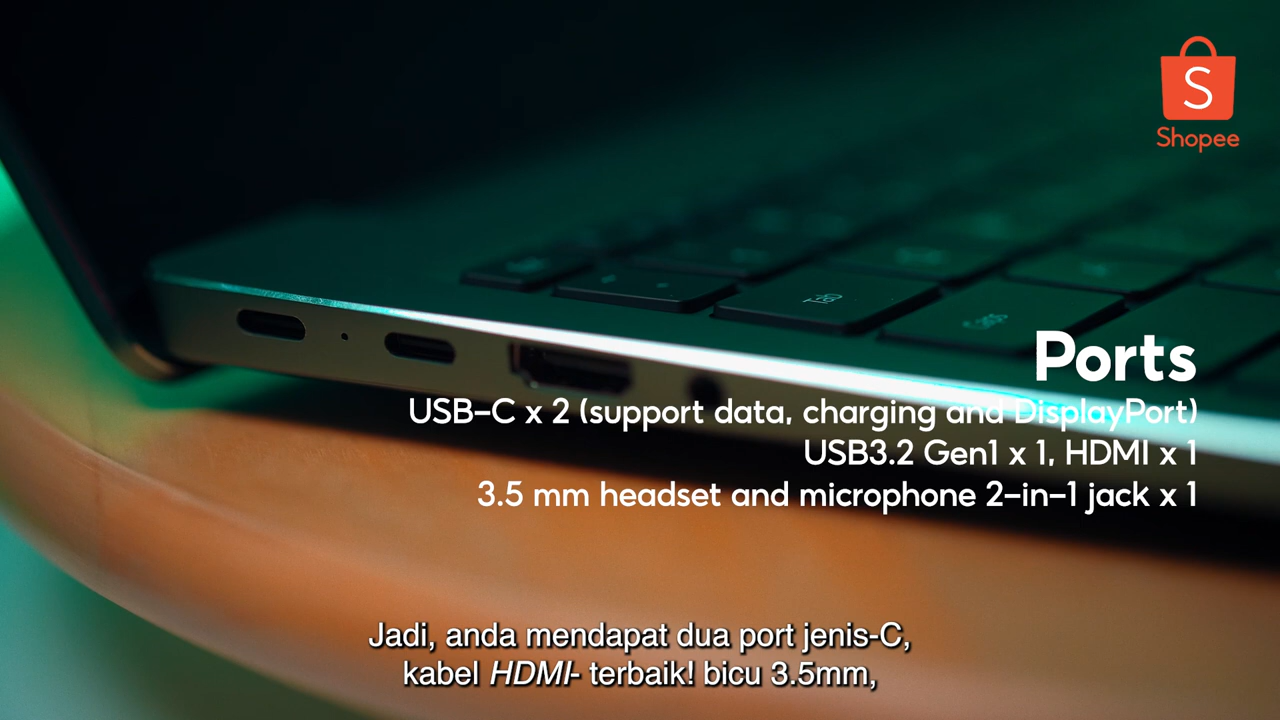 Shopee
Tab
Caps
Ports
USB-C x 2 (support data, charging and DisplayPort)
USB3.2 Gen1 x 1, HDMI x 1
3.5 mm headset and microphone 2-in-1 jack x 1
Jadi, anda mendapat dua port jenis-C,
kabel HDMI- terbaik! bicu 3.5mm,